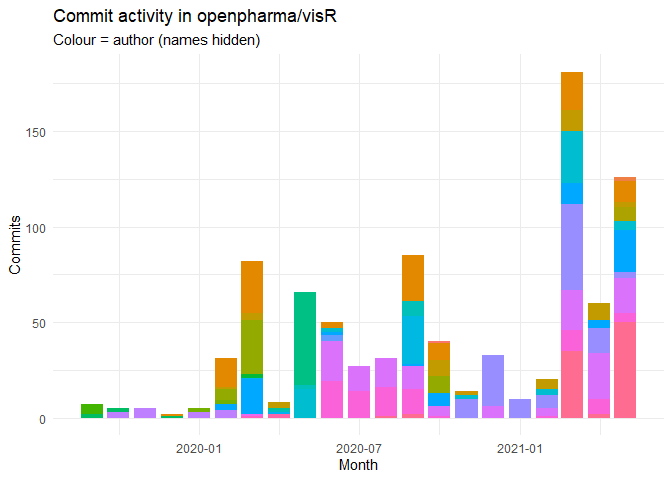 Commit activity in openpharma/visR
Colour = author (names hidden)
150
100
50
0
Commits
2020-01
2020-07
2021-01
Month